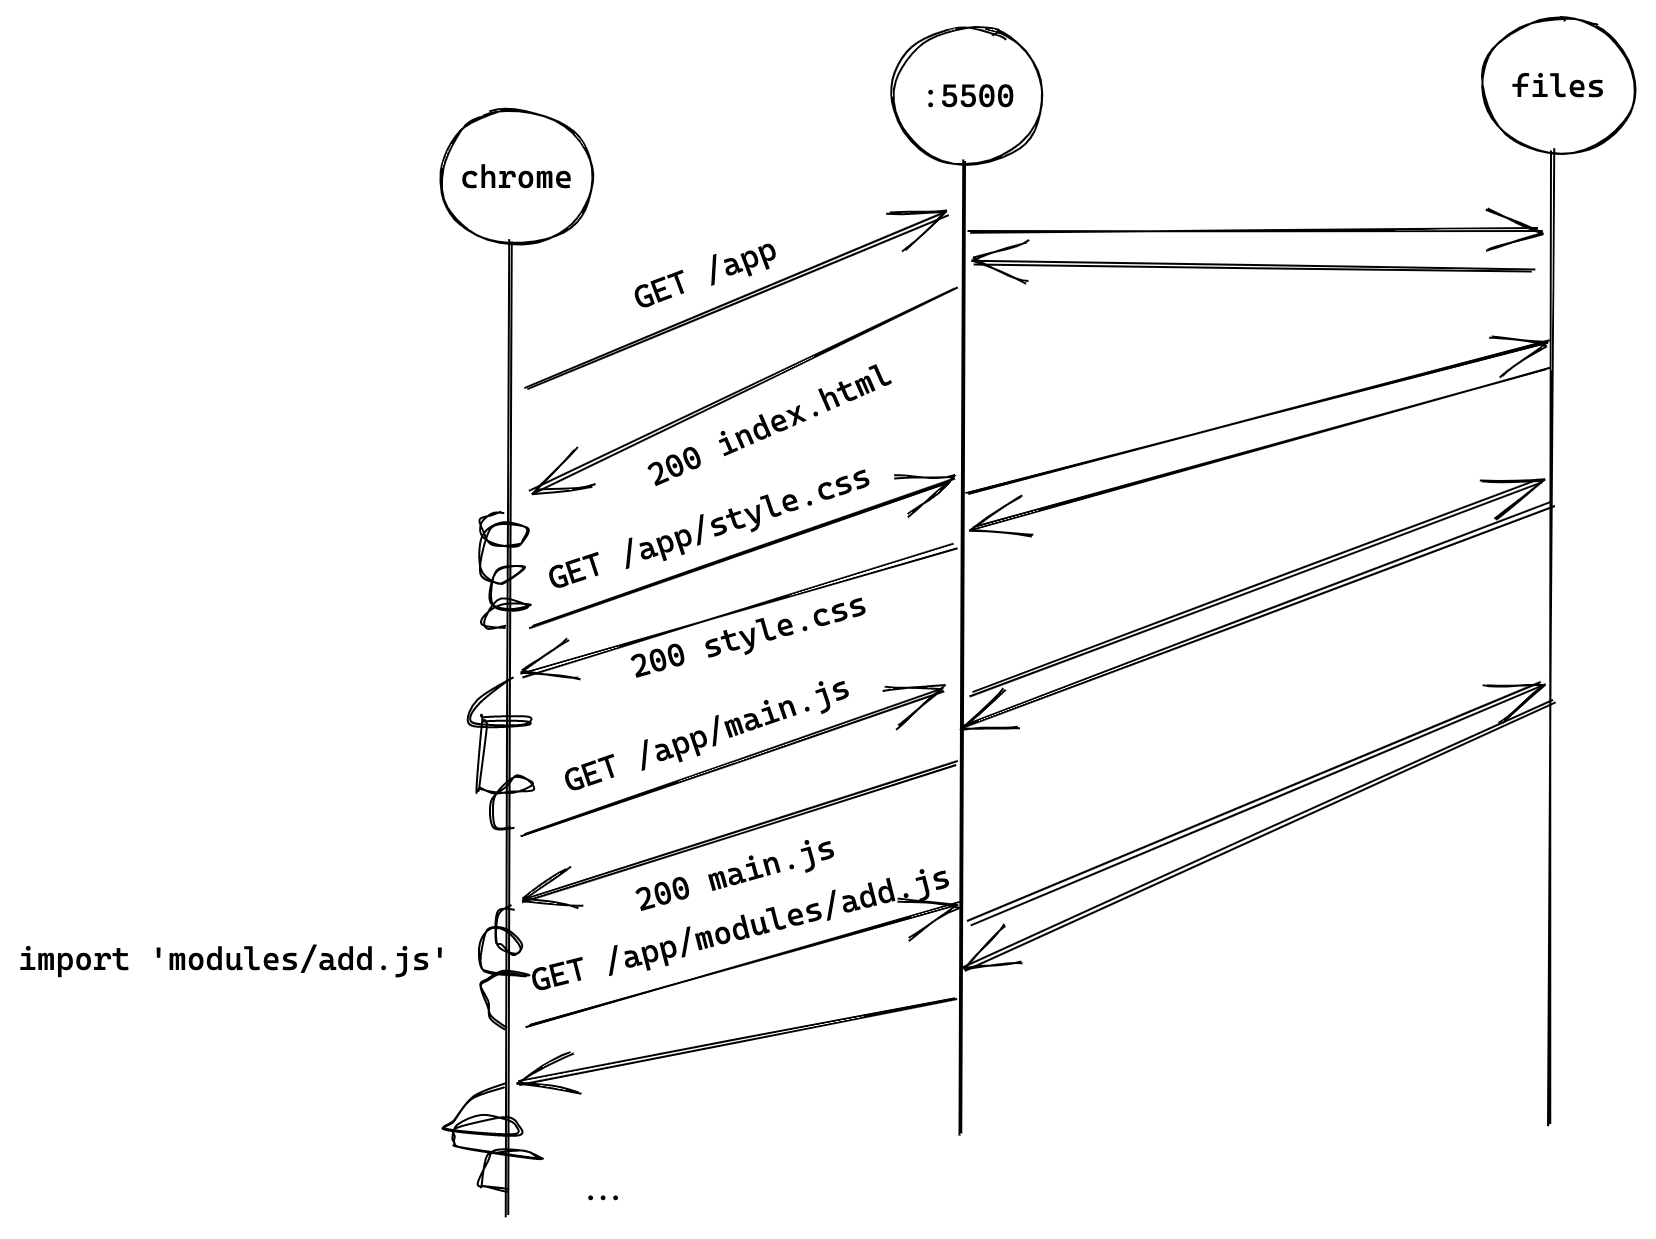 files
:5500
chrome
GET /app
200 index.html
GET /app/style.css
200 style.css
GET /app/main.js
200 main.js
GET /app/modules/add.js
import 'modules/add.js'
...